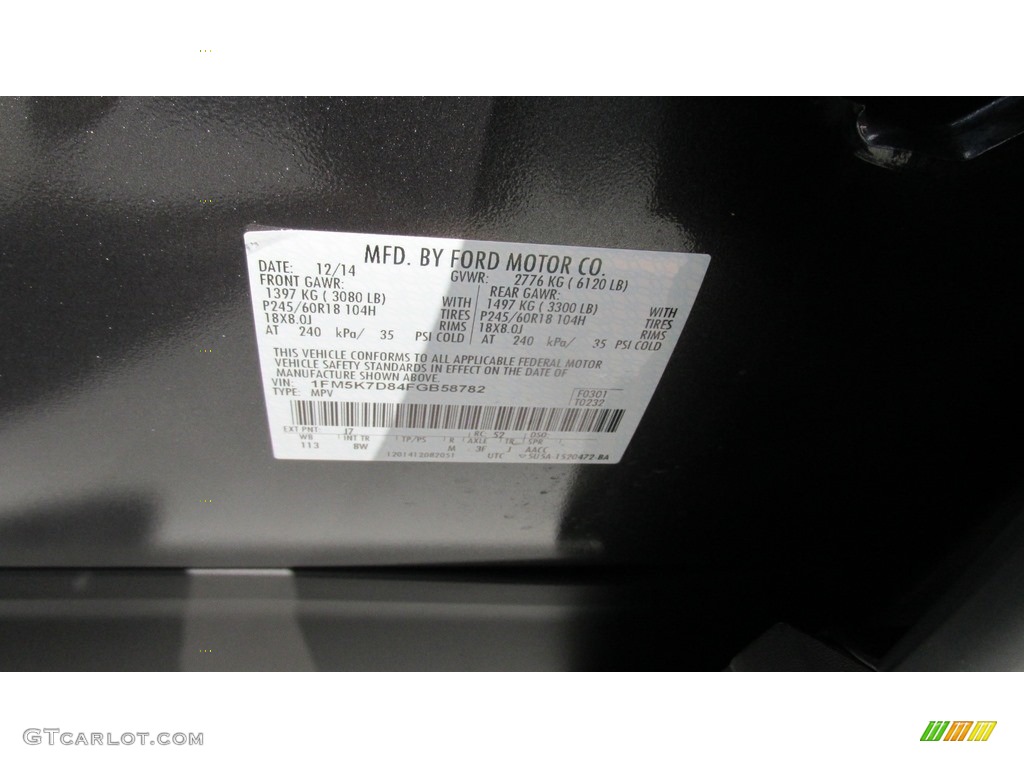 MFD. BY FORD MOTOR CO.
DATE: 12/14 GVWR: 2776 KG ( 6120 LB)
FRONT GAWR: REAR GAWR:
1397 KG ( 3080 LB) WITH 1497 KG ( 3300 LB) WITH
P245/60R18 104H TIRES P245/60R18 104H TIRES
18X8.0J RIMS 18X8.0J RIMS
AT 240 kPa/ 35 PSI COLD AT 240 kPa/ 35 PSI COLD
THIS VEHICLE CONFORMS TO ALL APPLICABLE FEDERAL MOTOR
VEHICLE SAFETY STANDARDS IN EFFECT ON THE DATE OF
MANUFACTURE SHOWN ABOVE.
VIN: 1FM5K7D84FGB58782
TYPE: MPV
F0301
T0232
EXT PNT: J7 RC: 52 DSO:
WB INT TR TP/PS R AXLE TR SPR
113 8W M 3F J AACC
UTC
GTCARLOT.COM